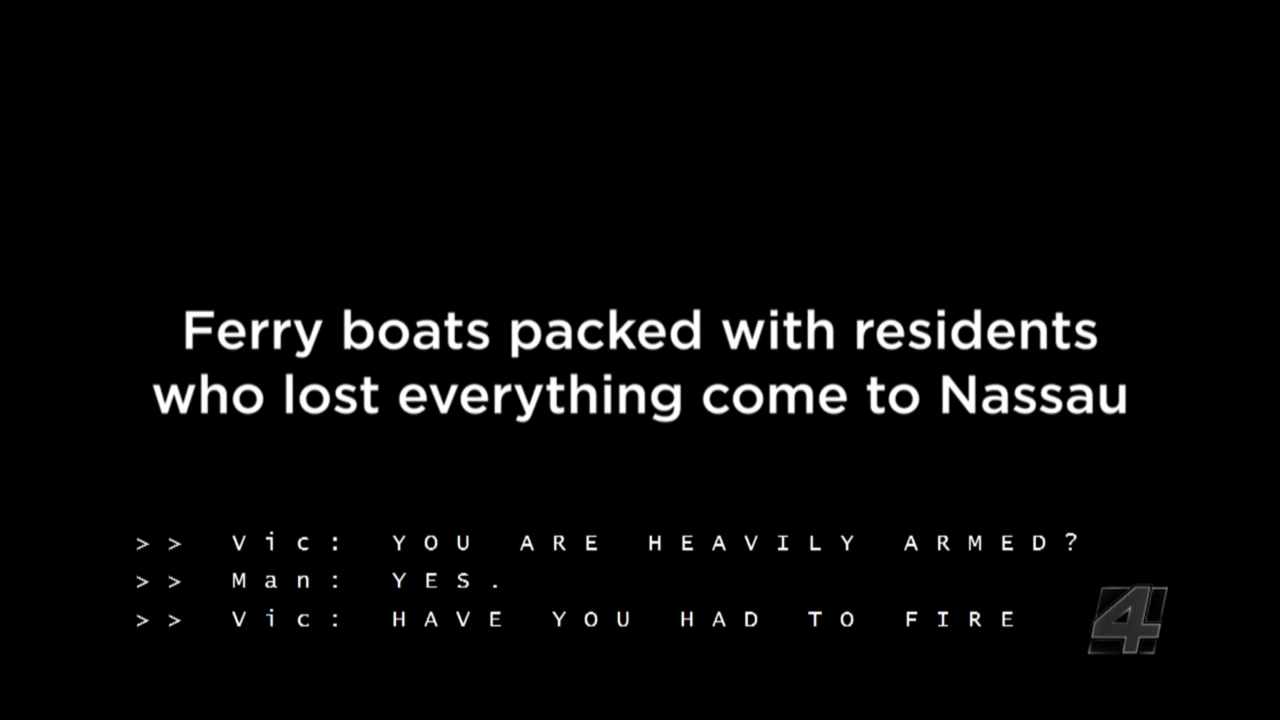 Ferry boats packed with residents
who lost everything come to Nassau
>> Vic: YOU ARE HEAVILY ARMED?
>> Man: YES.
>> Vic: HAVE YOU HAD TO FIRE
4